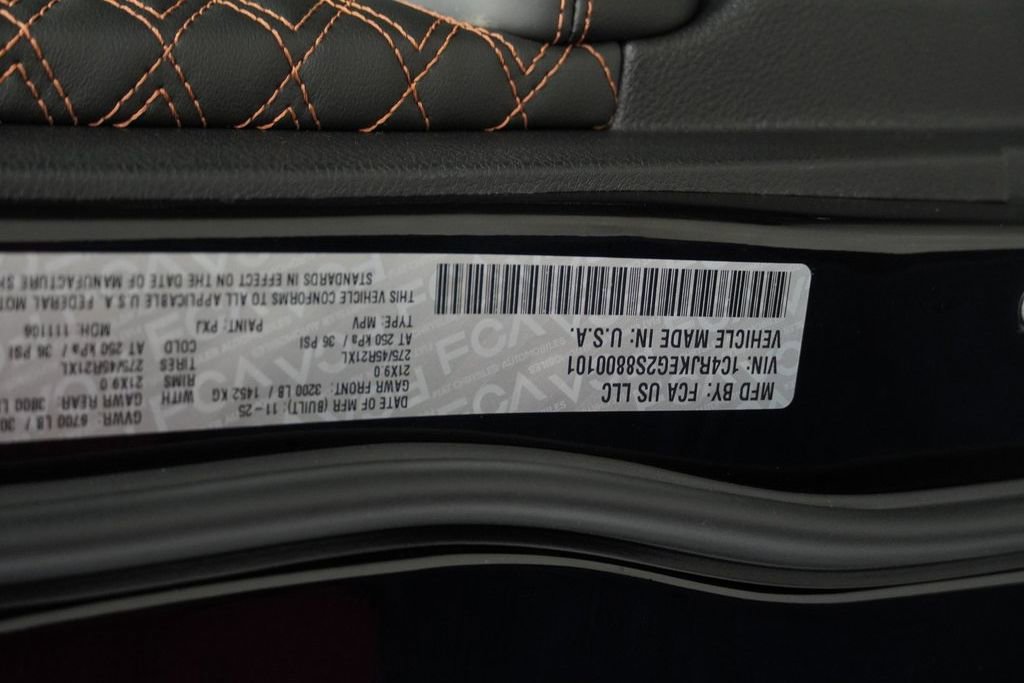 MFD BY: FCA US LLC
DATE OF MFR (BUILT): 11-25
GVWR: 6700 LB /
VIN: 1C4RJKEG2S8800101
GAWR FRONT: 3200 LB / 1452 KG
WITH
GAWR REAR: 3800
21X9.0
RIMS
21X9.0
275/45R21XL
TIRES
275/45R21XL
VEHICLE MADE IN: U.S.A.
AT 250 kPa / 36 PSI
COLD
AT 250 kPa / 36 PSI
TYPE: MPV
PAINT: PXJ
MDH: 111106
THIS VEHICLE CONFORMS TO ALL APPLICABLE U.S.A. FEDERAL
STANDARDS IN EFFECT ON THE DATE OF MANUFACTURE